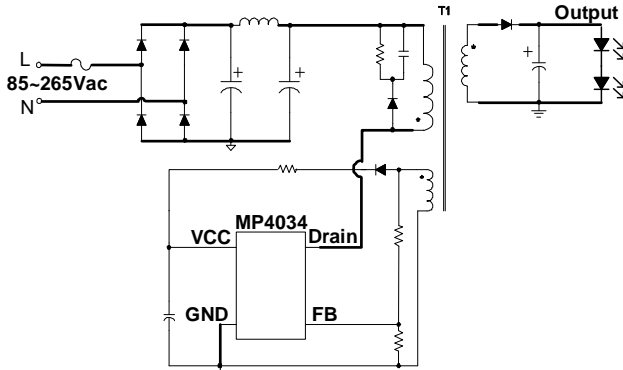 T1
Output
L
85~265Vac
N
MP4034
VCC
Drain
GND
FB